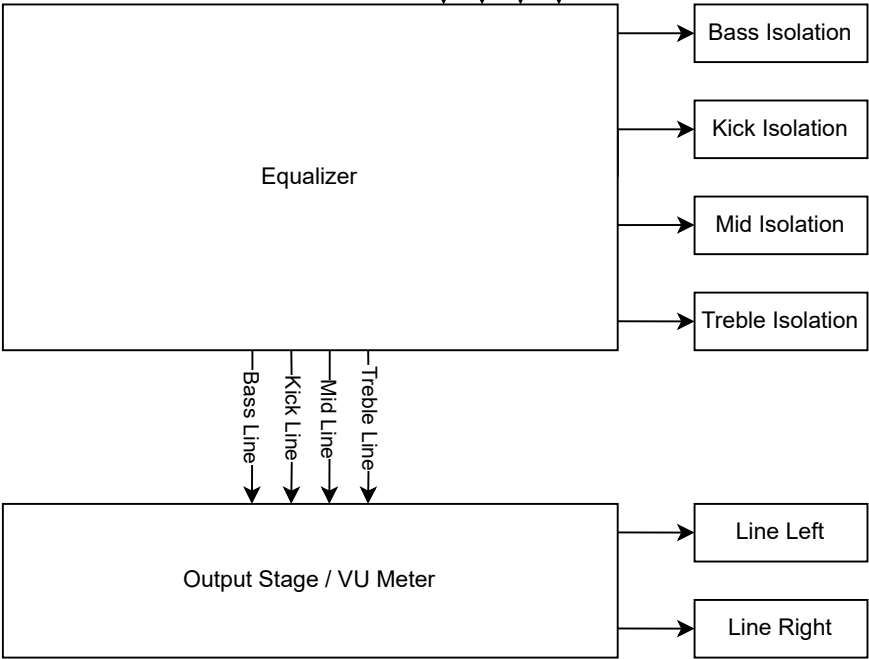 Bass Isolation
Kick Isolation
Equalizer
Mid Isolation
Treble Isolation
Bass Line
Kick Line
Mid Line
Treble Line
Line Left
Output Stage / VU Meter
Line Right